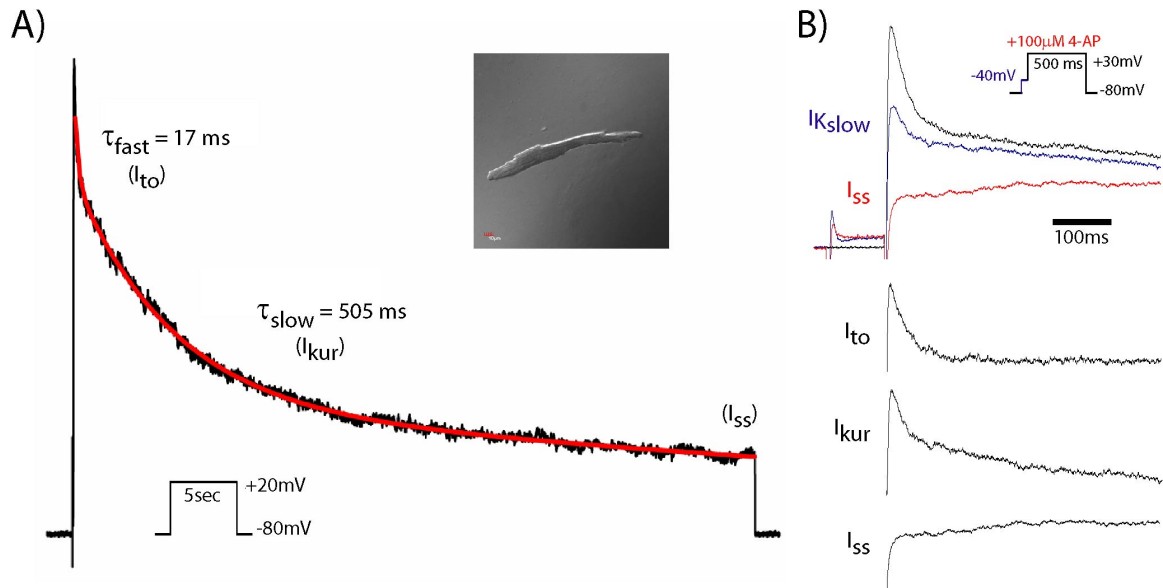 A)
τfast = 17 ms
(Ito)
τslow = 505 ms
(Ikur)
(Iss)
5sec
+20mV
-80mV
10µm
B)
+100µM 4-AP
500 ms
+30mV
-40mV
-80mV
IKslow
Iss
100ms
Ito
Ikur
Iss